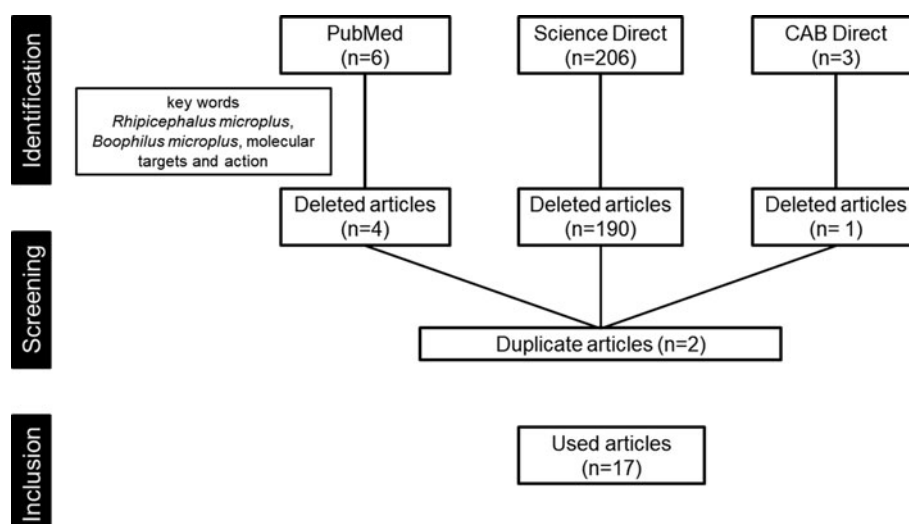 Identification
PubMed
(n=6)
Science Direct
(n=206)
CAB Direct
(n=3)
key words
Rhipicephalus microplus,
Boophilus microplus, molecular
targets and action
Deleted articles
(n=4)
Deleted articles
(n=190)
Deleted articles
(n= 1)
Screening
Duplicate articles (n=2)
Inclusion
Used articles
(n=17)